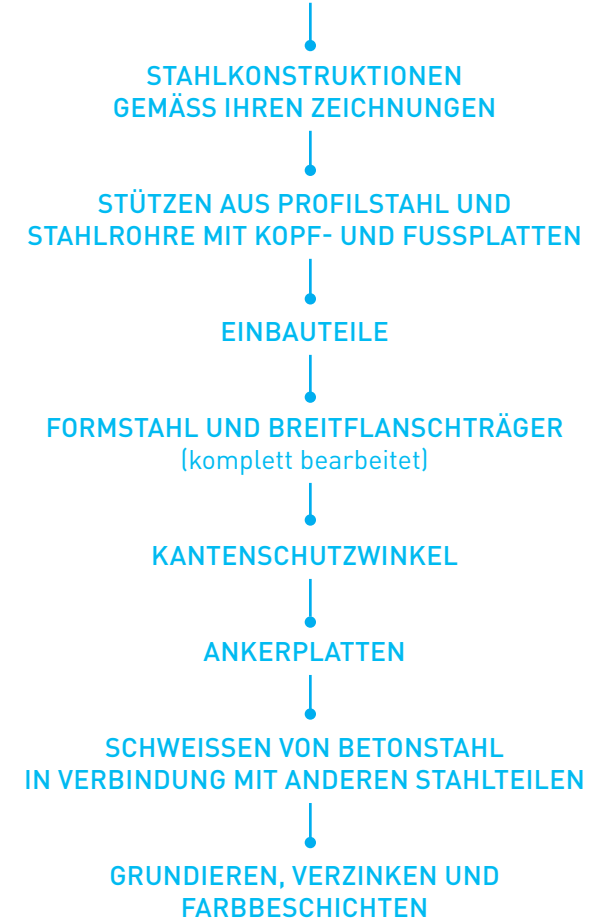 STAHLKONSTRUKTIONEN
GEMÄSS IHREN ZEICHNUNGEN
STÜTZEN AUS PROFILSTAHL UND
STAHLROHRE MIT KOPF- UND FUSSPLATTEN
EINBAUTEILE
FORMSTAHL UND BREITFLANSCHTRÄGER
(komplett bearbeitet)
KANTENSCHUTZWINKEL
ANKERPLATTEN
SCHWEISSEN VON BETONSTAHL
IN VERBINDUNG MIT ANDEREN STAHLTEILEN
GRUNDIEREN, VERZINKEN UND
FARBBESCHICHTEN